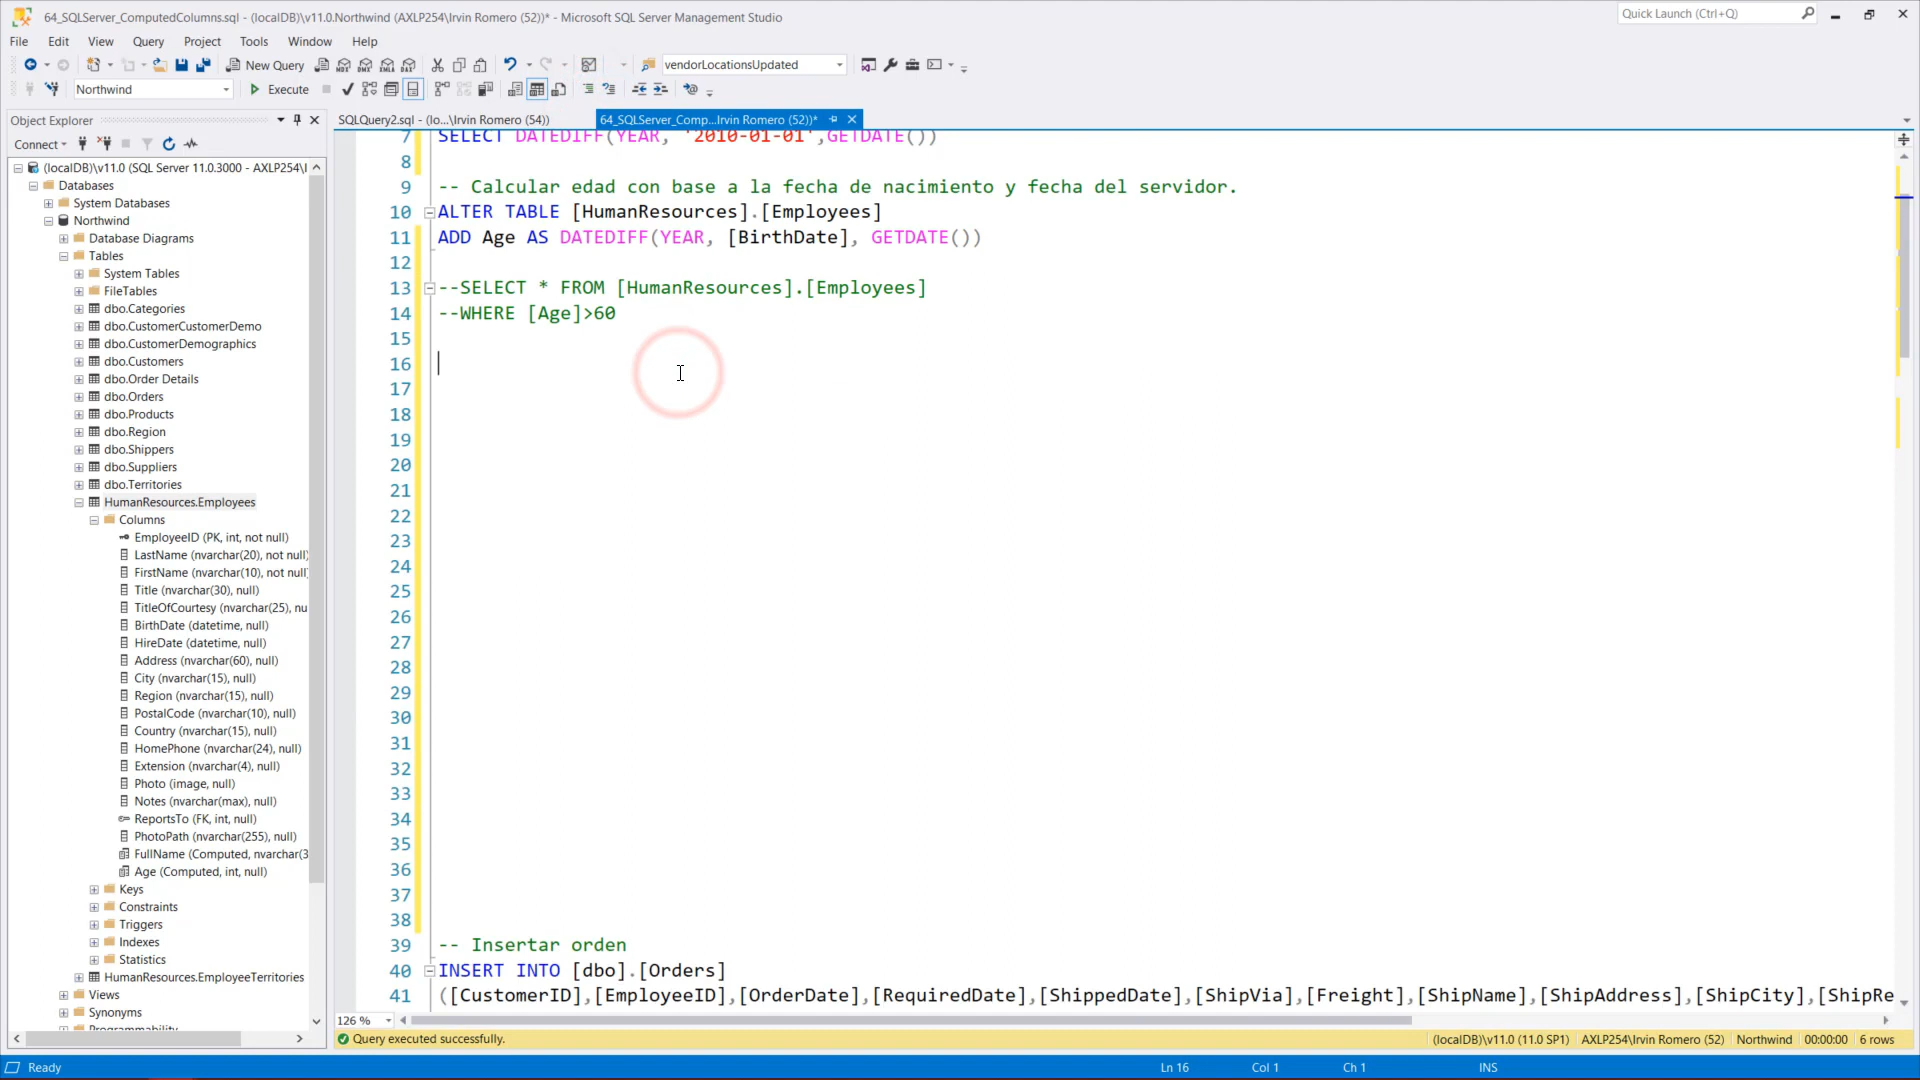 64_SQLServer_ComputedColumns.sql - (localDB)\v11.0.Northwind (AXLP254\Irvin Romero (52))* - Microsoft SQL Server Management Studio
Quick Launch (Ctrl+Q)
File Edit View Query Project Tools Window Help
New Query
vendorLocationsUpdated
Northwind
Execute
Object Explorer
SQLQuery2.sql - (lo...\Irvin Romero (54))
64_SQLServer_Comp...Irvin Romero (52))*
Connect
(localDB)\v11.0 (SQL Server 11.0.3000 - AXLP254\I
Databases
System Databases
Northwind
Database Diagrams
Tables
System Tables
FileTables
dbo.Categories
dbo.CustomerCustomerDemo
dbo.CustomerDemographics
dbo.Customers
dbo.Order Details
dbo.Orders
dbo.Products
dbo.Region
dbo.Shippers
dbo.Suppliers
dbo.Territories
HumanResources.Employees
Columns
EmployeeID (PK, int, not null)
LastName (nvarchar(20), not null)
FirstName (nvarchar(10), not null)
Title (nvarchar(30), null)
TitleOfCourtesy (nvarchar(25), nu
BirthDate (datetime, null)
HireDate (datetime, null)
Address (nvarchar(60), null)
City (nvarchar(15), null)
Region (nvarchar(15), null)
PostalCode (nvarchar(10), null)
Country (nvarchar(15), null)
HomePhone (nvarchar(24), null)
Extension (nvarchar(4), null)
Photo (image, null)
Notes (nvarchar(max), null)
ReportsTo (FK, int, null)
PhotoPath (nvarchar(255), null)
FullName (Computed, nvarchar(3
Age (Computed, int, null)
Keys
Constraints
Triggers
Indexes
Statistics
HumanResources.EmployeeTerritories
Views
Synonyms
Programmability
7 SELECT DATEDIFF(YEAR, '2010-01-01',GETDATE())
8
9 -- Calcular edad con base a la fecha de nacimiento y fecha del servidor.
10 ALTER TABLE [HumanResources].[Employees]
11 ADD Age AS DATEDIFF(YEAR, [BirthDate], GETDATE())
12
13 --SELECT * FROM [HumanResources].[Employees]
14 --WHERE [Age]>60
15
16
17
18
19
20
21
22
23
24
25
26
27
28
29
30
31
32
33
34
35
36
37
38
39 -- Insertar orden
40 INSERT INTO [dbo].[Orders]
41 ([CustomerID],[EmployeeID],[OrderDate],[RequiredDate],[ShippedDate],[ShipVia],[Freight],[ShipName],[ShipAddress],[ShipCity],[ShipRe
126 %
Query executed successfully.
(localDB)\v11.0 (11.0 SP1) AXLP254\Irvin Romero (52) Northwind 00:00:00 6 rows
Ready
Ln 16 Col 1 Ch 1 INS